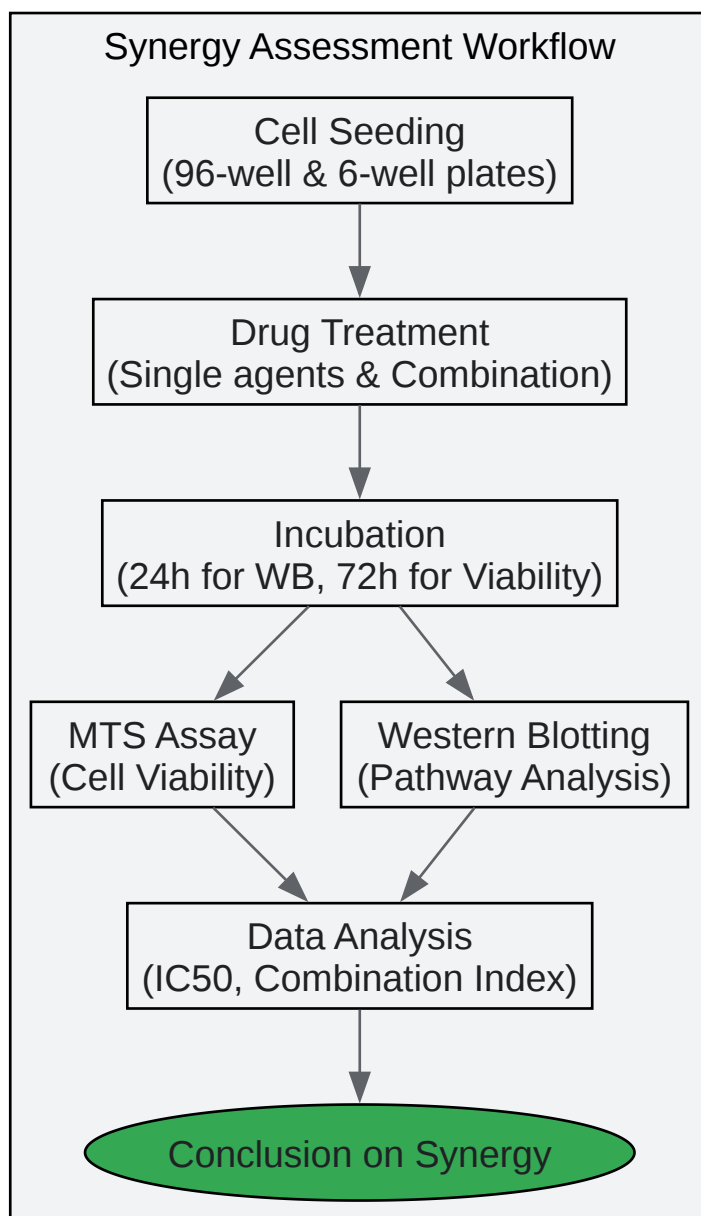 Synergy Assessment Workflow
Cell Seeding
(96-well & 6-well plates)
Drug Treatment
(Single agents & Combination)
Incubation
(24h for WB, 72h for Viability)
MTS Assay
(Cell Viability)
Western Blotting
(Pathway Analysis)
Data Analysis
(IC50, Combination Index)
Conclusion on Synergy